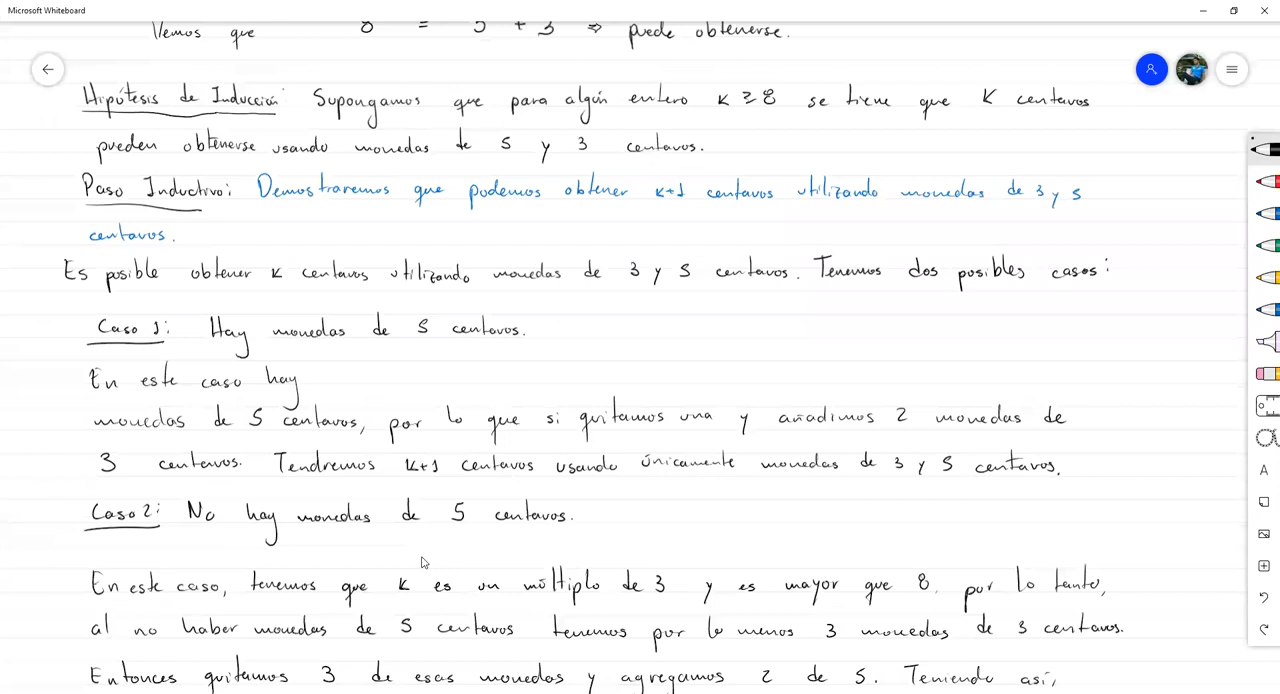 Microsoft Whiteboard
Vemos que 8 = 5 + 3 => puede obtenerse.
Hipótesis de Inducción: Supongamos que para algún entero K ≥ 8 se tiene que K centavos
pueden obtenerse usando monedas de 5 y 3 centavos.
Paso Inductivo: Demostraremos que podemos obtener K+1 centavos utilizando monedas de 3 y 5
centavos.
Es posible obtener K centavos utilizando monedas de 3 y 5 centavos. Tenemos dos posibles casos:
Caso 1: Hay monedas de 5 centavos.
En este caso hay
monedas de 5 centavos, por lo que si quitamos una y añadimos 2 monedas de
3 centavos. Tendremos K+1 centavos usando únicamente monedas de 3 y 5 centavos.
Caso 2: No hay monedas de 5 centavos.
En este caso, tenemos que K es un múltiplo de 3 y es mayor que 8, por lo tanto,
al no haber monedas de 5 centavos tenemos por lo menos 3 monedas de 3 centavos.
Entonces quitamos 3 de esas monedas y agregamos 2 de 5. Teniendo así,